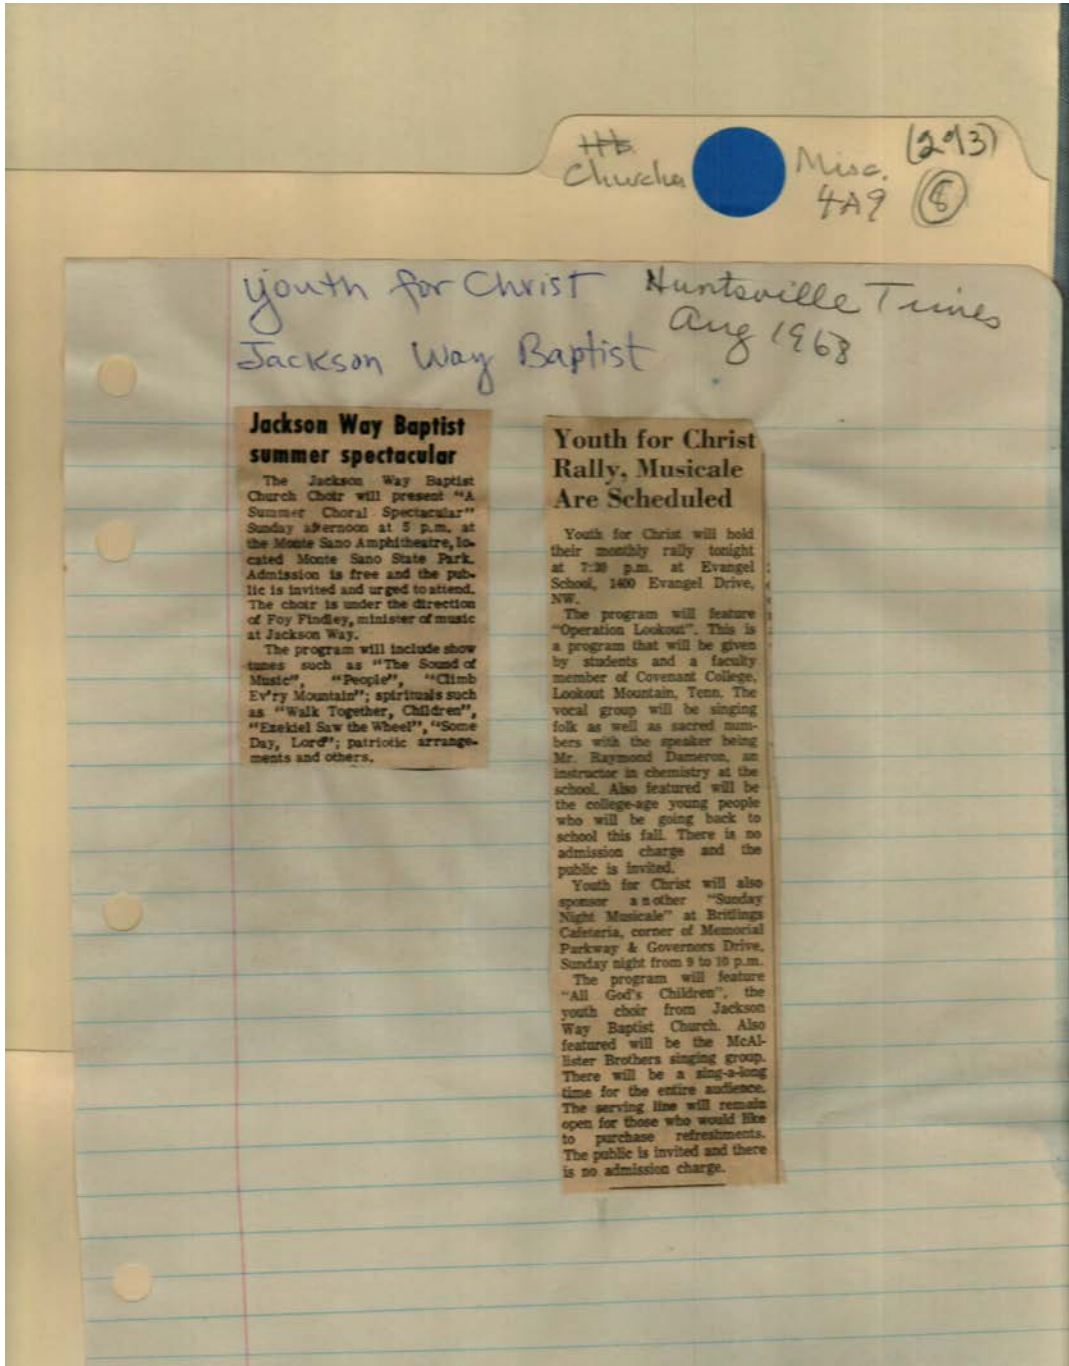 Churches
Misc.
(2013)
4A9
8
Youth for Christ
Huntsville Times
Aug 1968
Jackson Way Baptist
Jackson Way Baptist
summer spectacular
The Jackson Way Baptist
Church Choir will present "A
Summer Choral Spectacular"
Sunday afternoon at 5 p.m. at
the Monte Sano Amphitheatre, lo-
cated Monte Sano State Park.
Admission is free and the pub-
lic is invited and urged to attend.
The choir is under the direction
of Foy Findley, minister of music
at Jackson Way.
The program will include show
tunes such as "The Sound of
Music", "People", "Climb
Ev'ry Mountain"; spirituals such
as "Walk Together, Children",
"Ezekiel Saw the Wheel", "Some
Day, Lord"; patriotic arrange-
ments and others.
Youth for Christ
Rally, Musicale
Are Scheduled
Youth for Christ will hold
their monthly rally tonight
at 7:30 p.m. at Evangel
School, 1400 Evangel Drive,
NW.
The program will feature
"Operation Lookout". This is
a program that will be given
by students and a faculty
member of Covenant College,
Lookout Mountain, Tenn. The
vocal group will be singing
folk as well as sacred num-
bers with the speaker being
Mr. Raymond Dameron, an
instructor in chemistry at the
school. Also featured will be
the college-age young people
who will be going back to
school this fall. There is no
admission charge and the
public is invited.
Youth for Christ will also
sponsor another "Sunday
Night Musicale" at Britlings
Cafeteria, corner of Memorial
Parkway & Governors Drive,
Sunday night from 9 to 10 p.m.
The program will feature
"All God's Children", the
youth choir from Jackson
Way Baptist Church. Also
featured will be the McAl-
lister Brothers singing group.
There will be a sing-a-long
time for the entire audience.
The serving line will remain
open for those who would like
to purchase refreshments.
The public is invited and there
is no admission charge.